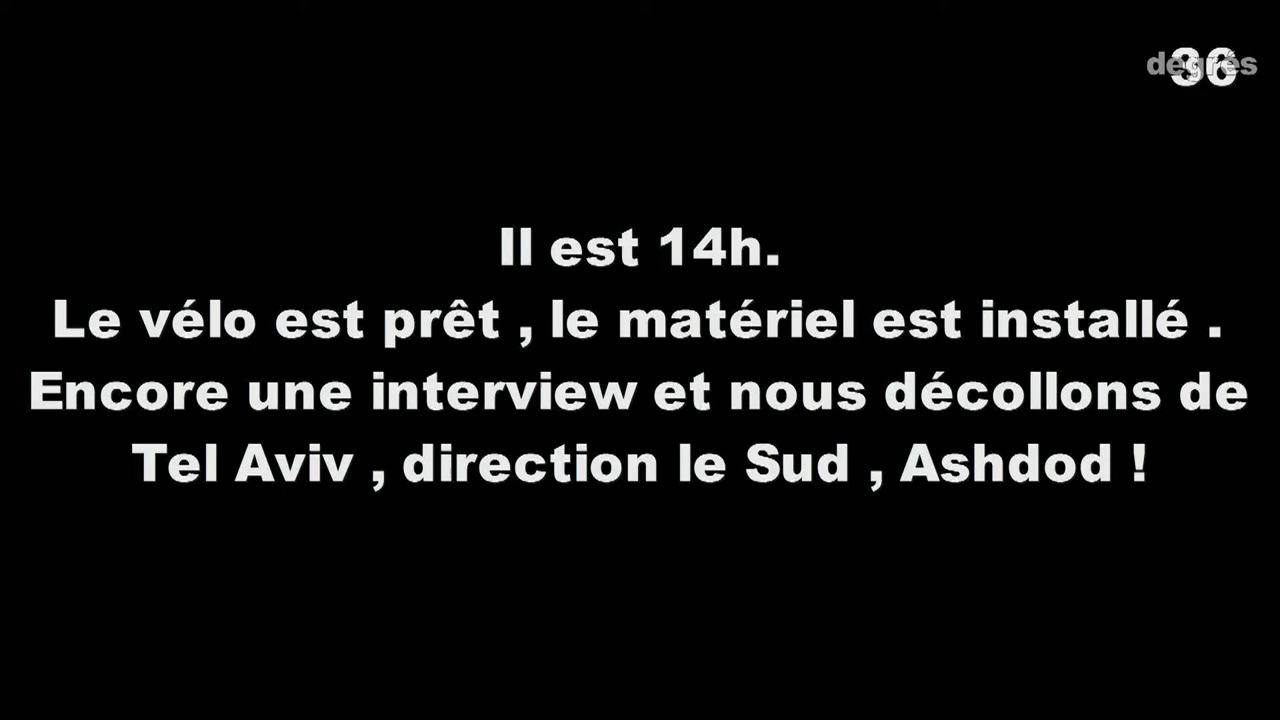 36
degrés
Il est 14h.
Le vélo est prêt , le matériel est installé .
Encore une interview et nous décollons de
Tel Aviv , direction le Sud , Ashdod !